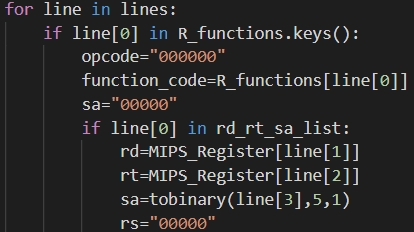 for line in lines:
    if line[0] in R_functions.keys():
        opcode="000000"
        function_code=R_functions[line[0]]
        sa="00000"
        if line[0] in rd_rt_sa_list:
            rd=MIPS_Register[line[1]]
            rt=MIPS_Register[line[2]]
            sa=tobinary(line[3],5,1)
            rs="00000"